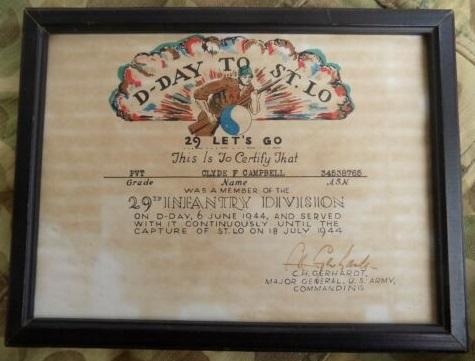 D-DAY TO ST. LO
29 LET'S GO
This Is To Certify That
PVT CLYDE F CAMPBELL 34538765
Grade Name ASN
WAS A MEMBER OF THE
29TH INFANTRY DIVISION
ON D-DAY, 6 JUNE 1944, AND SERVED
WITH IT CONTINUOUSLY UNTIL THE
CAPTURE OF ST. LO ON 18 JULY 1944
C.H. Gerhardt
C.H. GERHARDT,
MAJOR GENERAL, U.S. ARMY,
COMMANDING